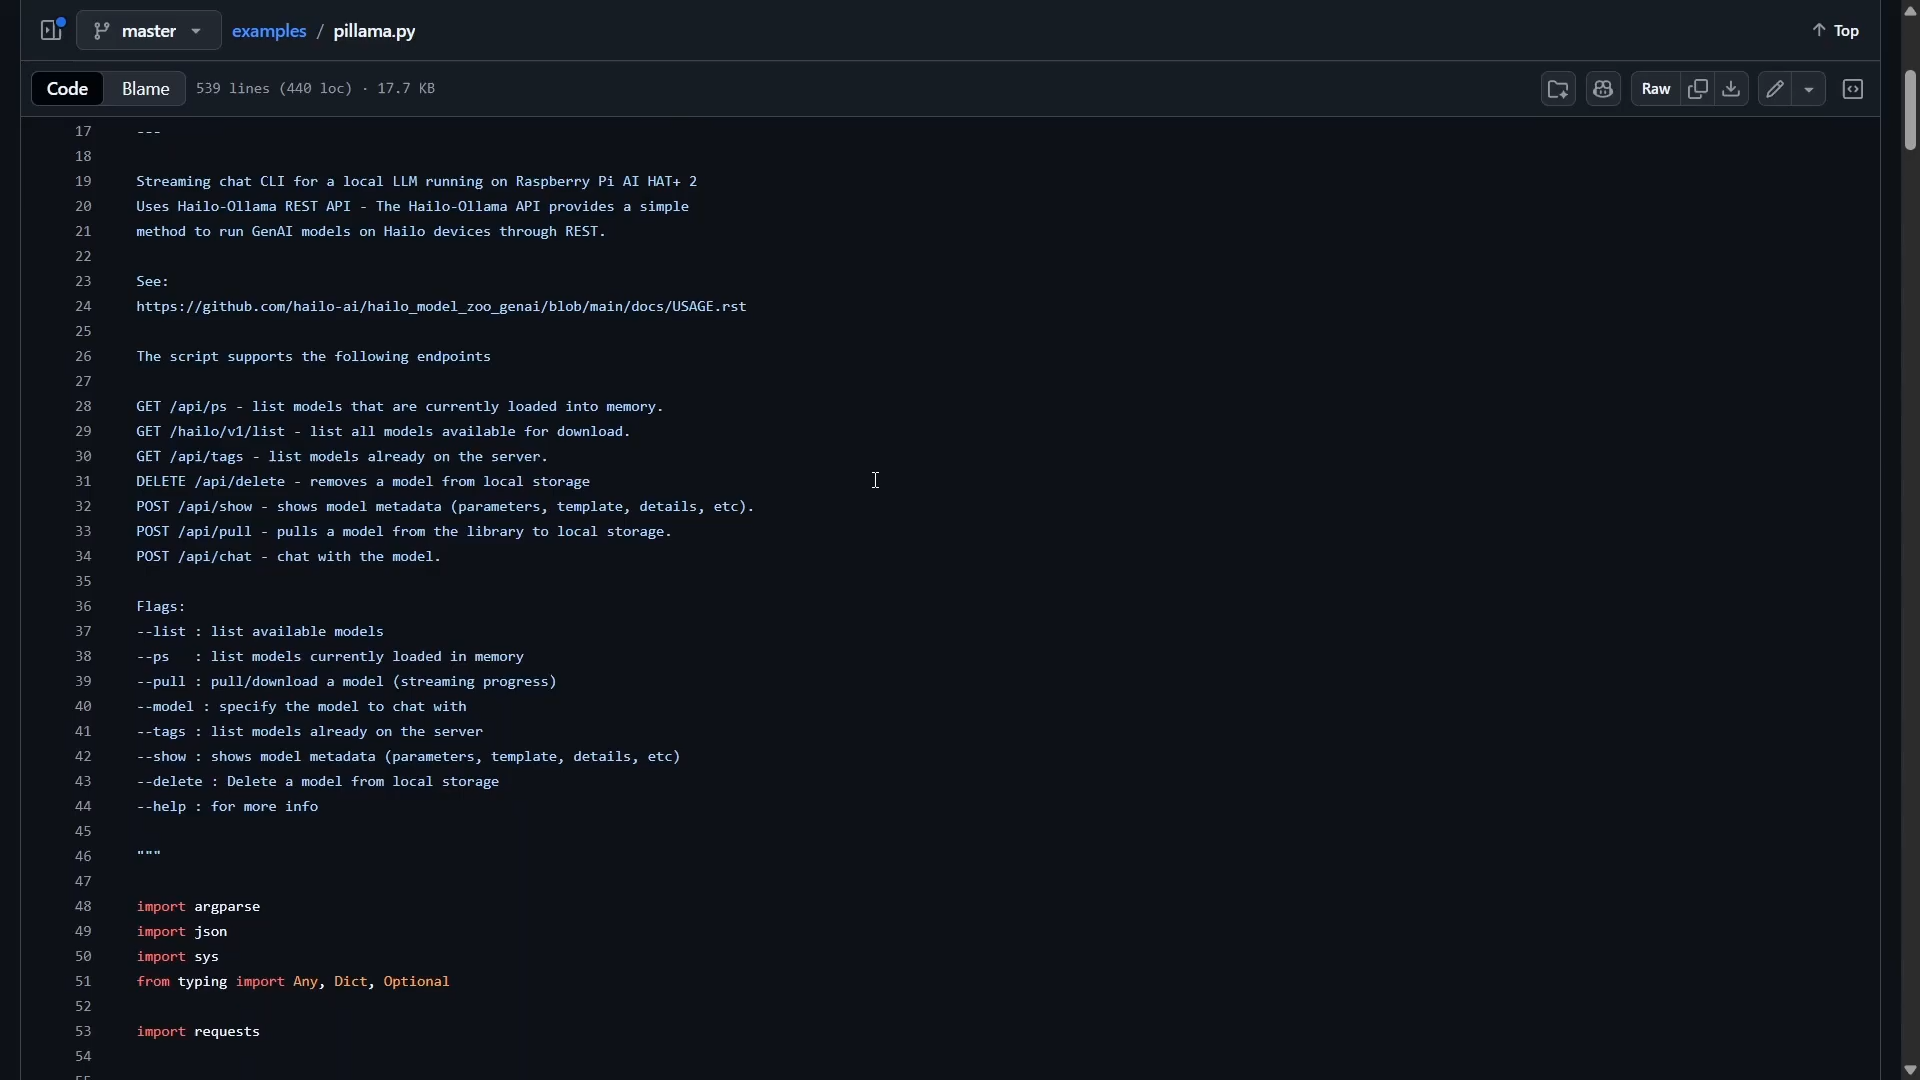 master examples / pillama.py Top
Code Blame 539 lines (440 loc) · 17.7 KB Raw
17 ---
18
19 Streaming chat CLI for a local LLM running on Raspberry Pi AI HAT+ 2
20 Uses Hailo-Ollama REST API - The Hailo-Ollama API provides a simple
21 method to run GenAI models on Hailo devices through REST.
22
23 See:
24 https://github.com/hailo-ai/hailo_model_zoo_genai/blob/main/docs/USAGE.rst
25
26 The script supports the following endpoints
27
28 GET /api/ps - list models that are currently loaded into memory.
29 GET /hailo/v1/list - list all models available for download.
30 GET /api/tags - list models already on the server.
31 DELETE /api/delete - removes a model from local storage
32 POST /api/show - shows model metadata (parameters, template, details, etc).
33 POST /api/pull - pulls a model from the library to local storage.
34 POST /api/chat - chat with the model.
35
36 Flags:
37 --list : list available models
38 --ps   : list models currently loaded in memory
39 --pull : pull/download a model (streaming progress)
40 --model : specify the model to chat with
41 --tags : list models already on the server
42 --show : shows model metadata (parameters, template, details, etc)
43 --delete : Delete a model from local storage
44 --help : for more info
45
46 """
47
48 import argparse
49 import json
50 import sys
51 from typing import Any, Dict, Optional
52
53 import requests
54